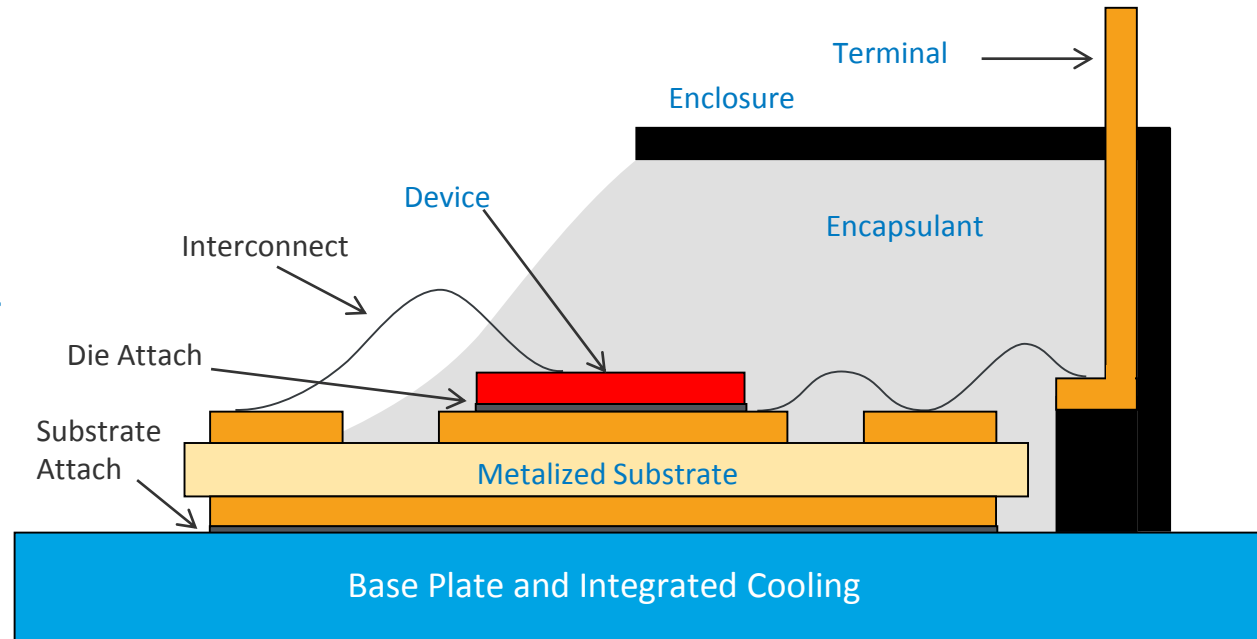 Terminal
Enclosure
Device
Encapsulant
Interconnect
Die Attach
Substrate
Attach
Metalized Substrate
Base Plate and Integrated Cooling